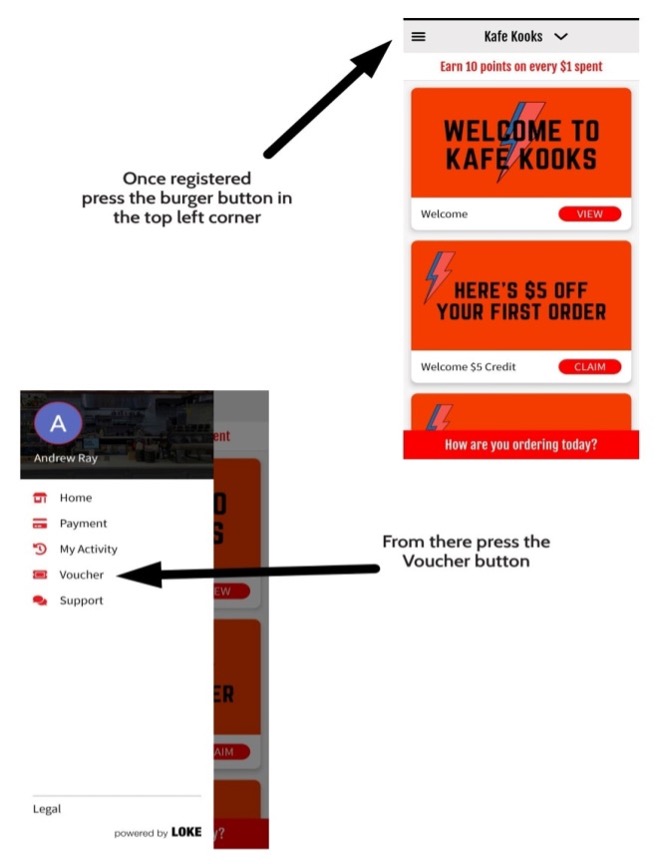 Kafe Kooks
Earn 10 points on every $1 spent
WELCOME TO
KAFE KOOKS
Welcome
VIEW
HERE'S $5 OFF
YOUR FIRST ORDER
Welcome $5 Credit
CLAIM
How are you ordering today?
Once registered
press the burger button in
the top left corner
A
Andrew Ray
Home
Payment
My Activity
Voucher
Support
Legal
powered by LOKE
ent
O
S
EW
ER
AIM
y?
From there press the
Voucher button